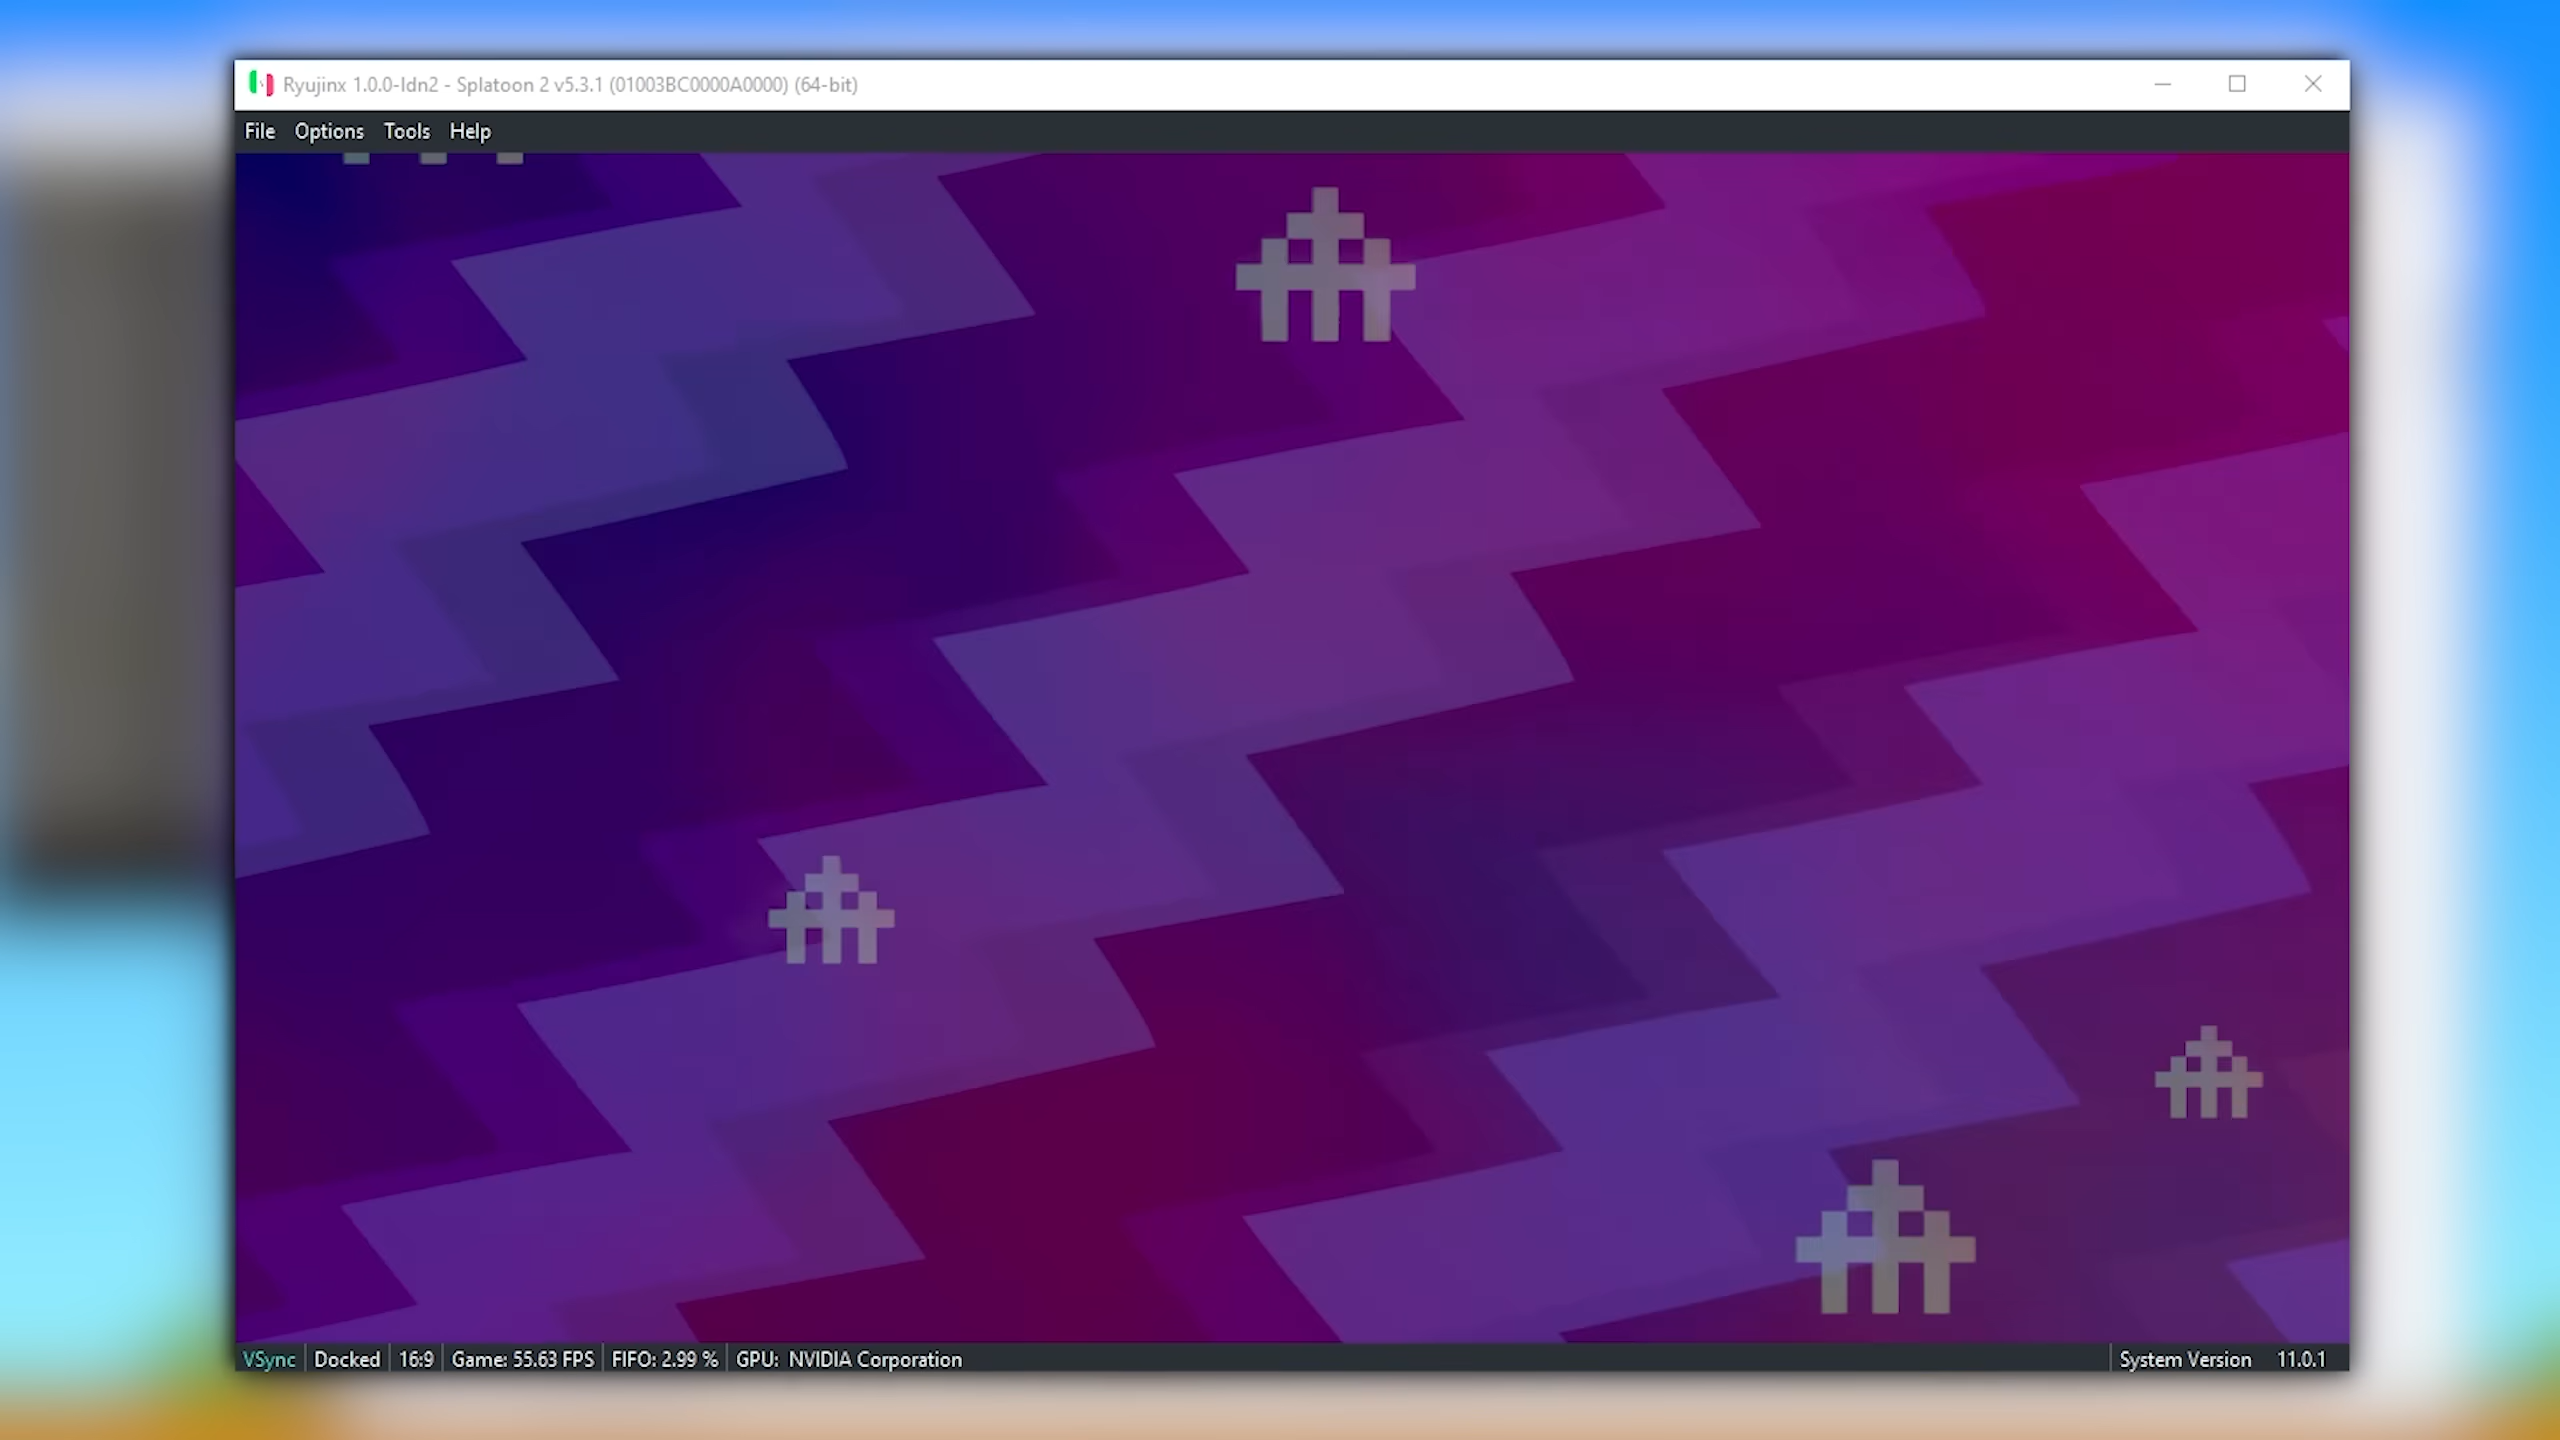 Ryujinx 1.0.0-ldn2 - Splatoon 2 v5.3.1 (01003BC0000A0000) (64-bit)
File Options Tools Help
VSync Docked 16:9 Game: 55.63 FPS FIFO: 2.99 % GPU: NVIDIA Corporation System Version 11.0.1